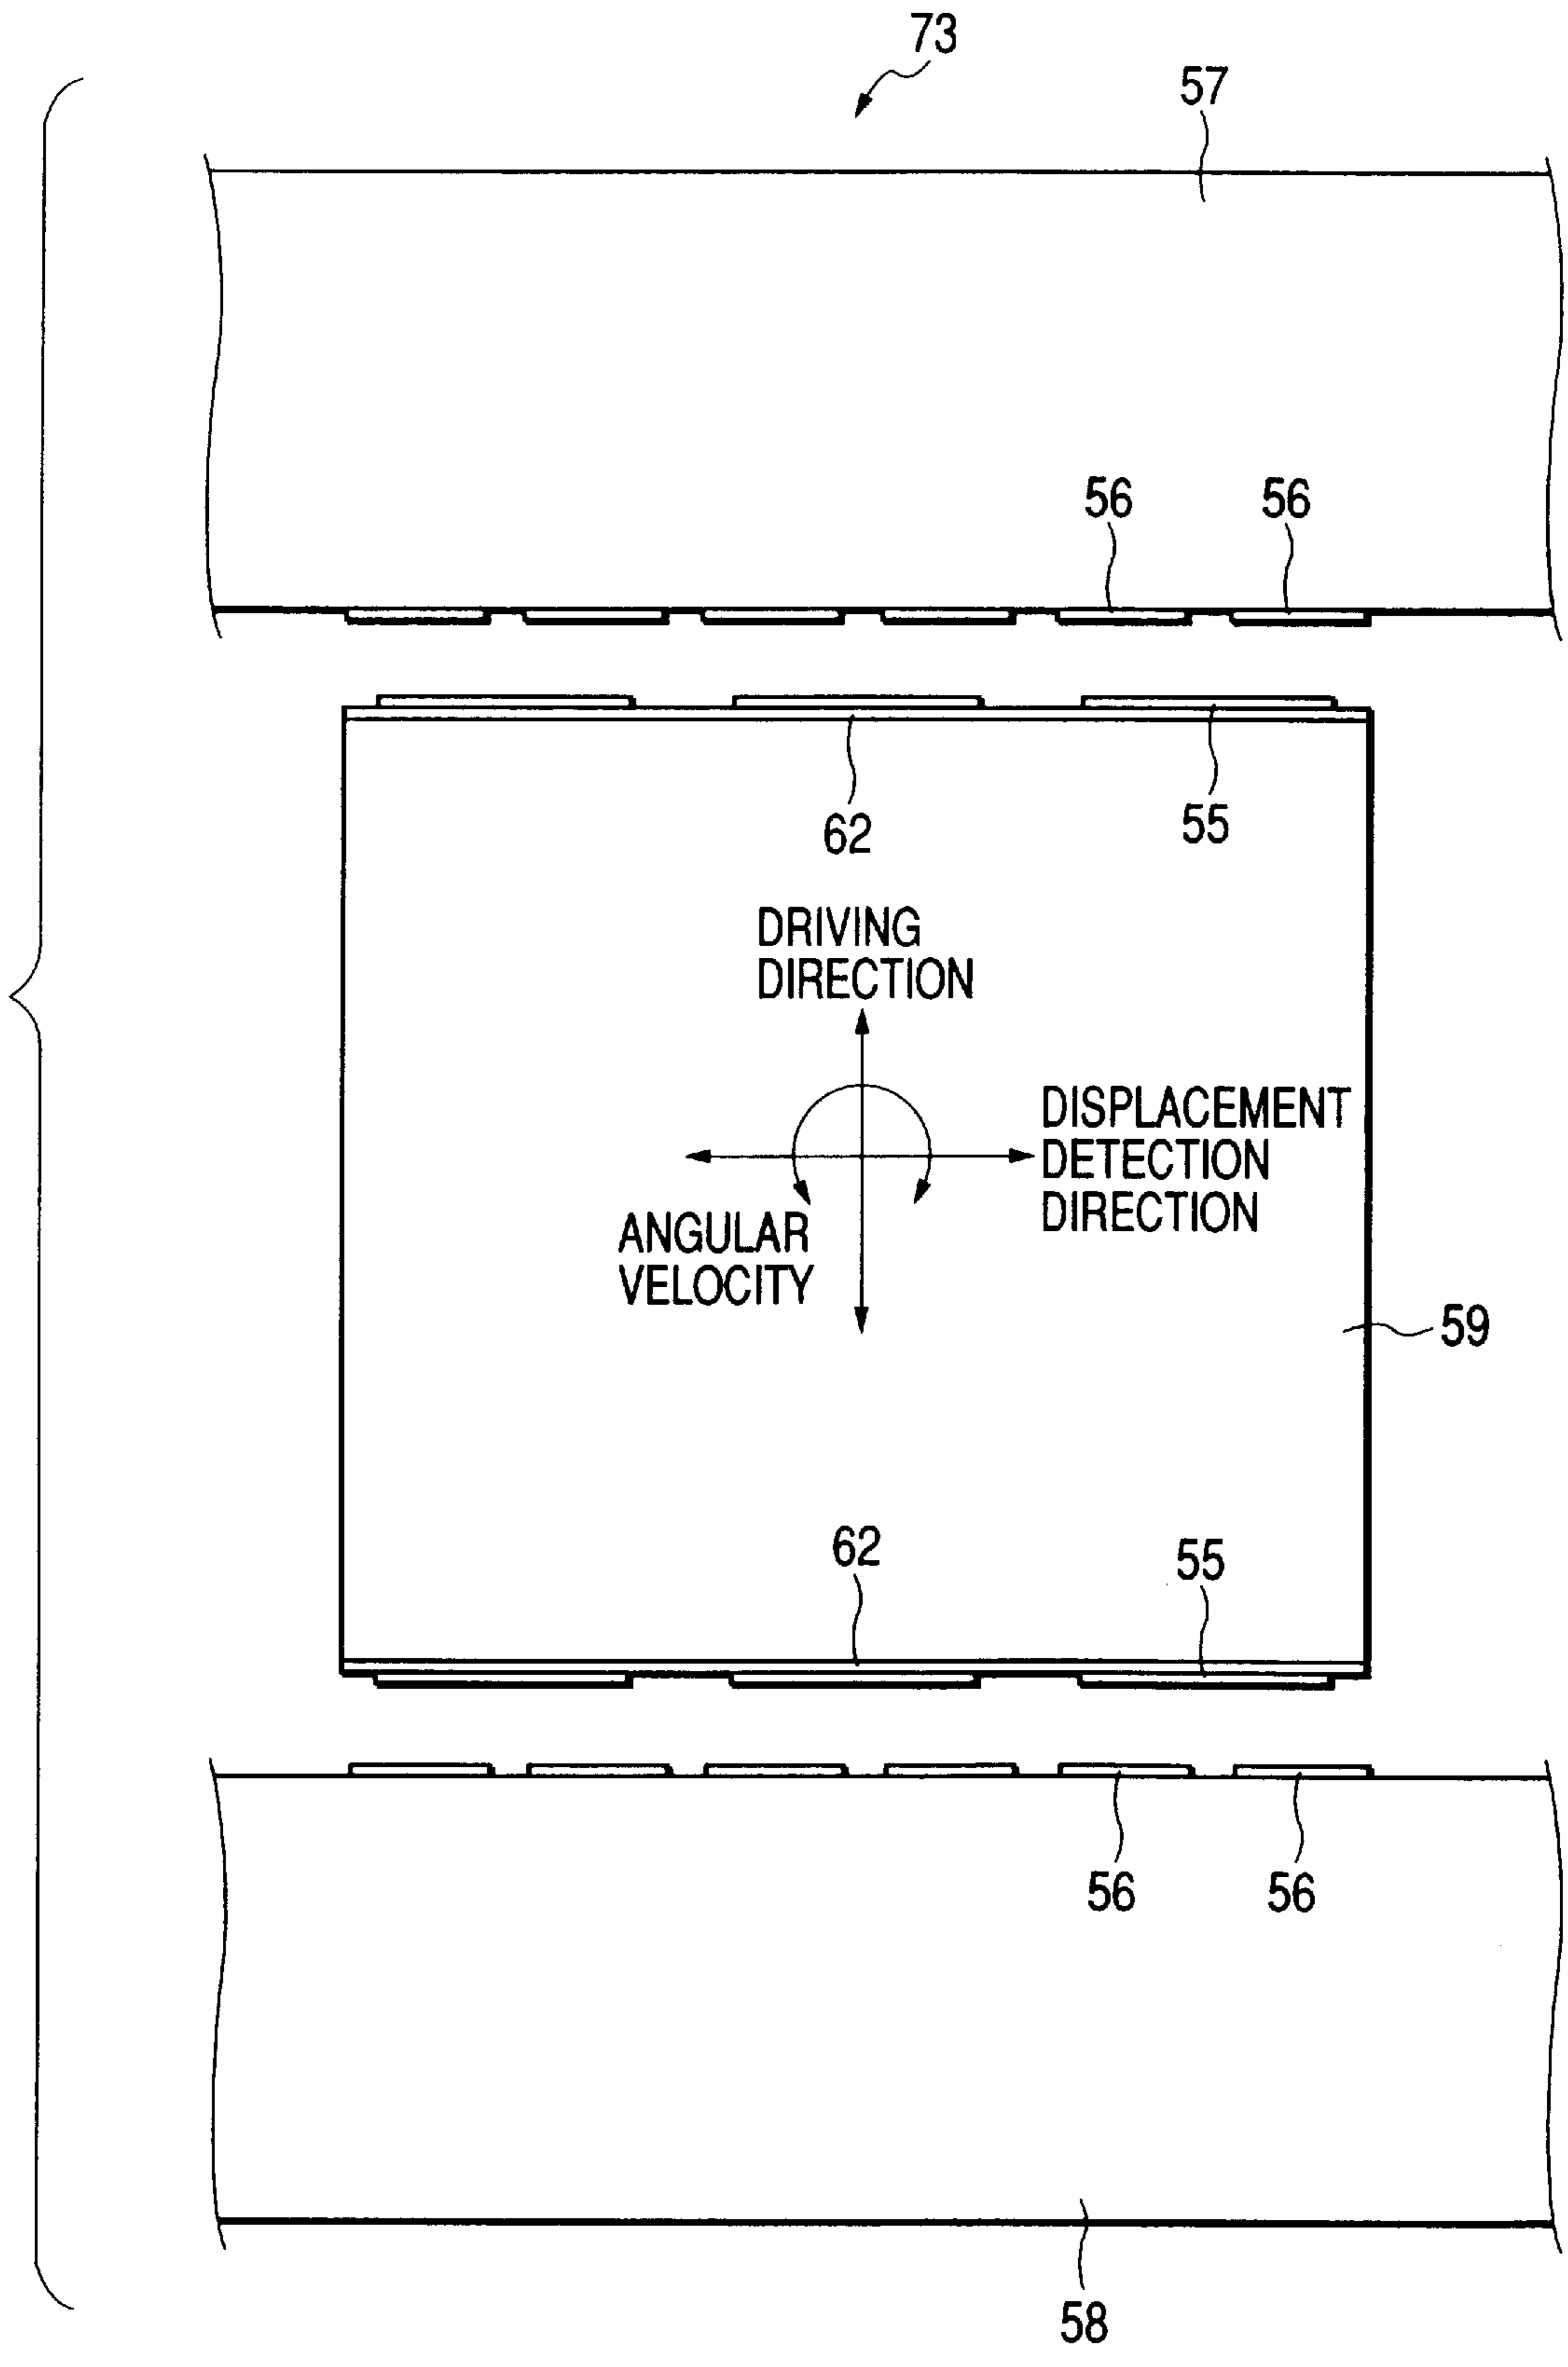 73
57
56 56
62
55
DRIVING
DIRECTION
DISPLACEMENT
DETECTION
DIRECTION
ANGULAR
VELOCITY
59
62
55
56 56
58